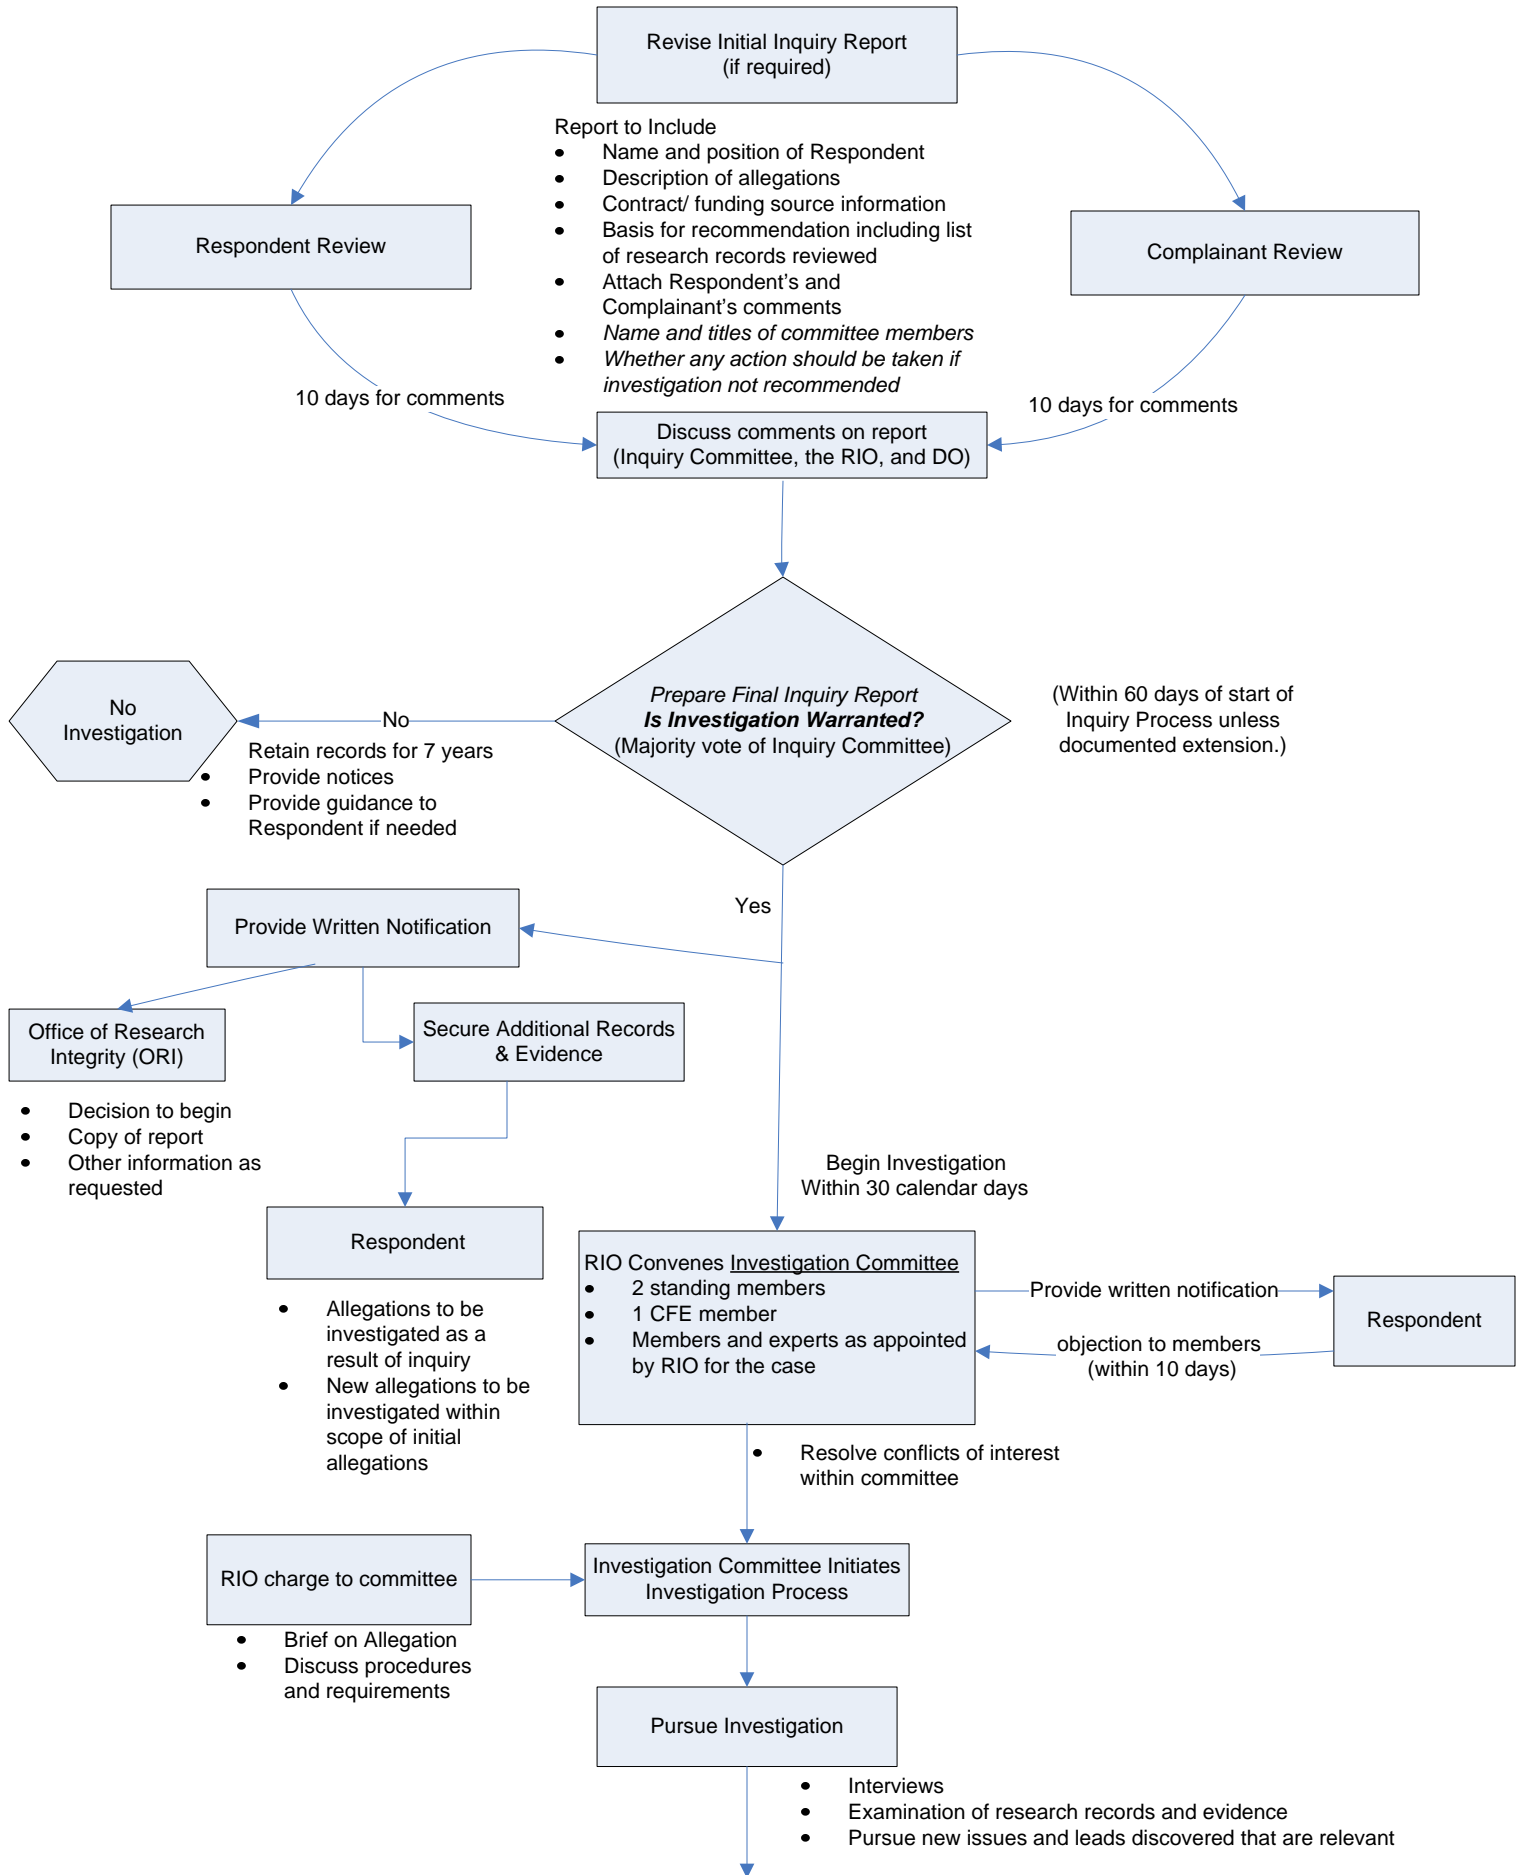 Revise Initial Inquiry Report
(if required)
Report to Include
• Name and position of Respondent
• Description of allegations
• Contract/ funding source information
• Basis for recommendation including list
of research records reviewed
• Attach Respondent’s and
Complainant’s comments
• Name and titles of committee members
• Whether any action should be taken if
investigation not recommended
Respondent Review
Complainant Review
10 days for comments
10 days for comments
Discuss comments on report
(Inquiry Committee, the RIO, and DO)
Prepare Final Inquiry Report
Is Investigation Warranted?
(Majority vote of Inquiry Committee)
(Within 60 days of start of
Inquiry Process unless
documented extension.)
No
No
Investigation
Retain records for 7 years
• Provide notices
• Provide guidance to
Respondent if needed
Yes
Provide Written Notification
Office of Research
Integrity (ORI)
• Decision to begin
• Copy of report
• Other information as
requested
Secure Additional Records
& Evidence
Respondent
• Allegations to be
investigated as a
result of inquiry
• New allegations to be
investigated within
scope of initial
allegations
Begin Investigation
Within 30 calendar days
RIO Convenes Investigation Committee
• 2 standing members
• 1 CFE member
• Members and experts as appointed
by RIO for the case
Provide written notification
Respondent
objection to members
(within 10 days)
• Resolve conflicts of interest
within committee
RIO charge to committee
• Brief on Allegation
• Discuss procedures
and requirements
Investigation Committee Initiates
Investigation Process
Pursue Investigation
• Interviews
• Examination of research records and evidence
• Pursue new issues and leads discovered that are relevant